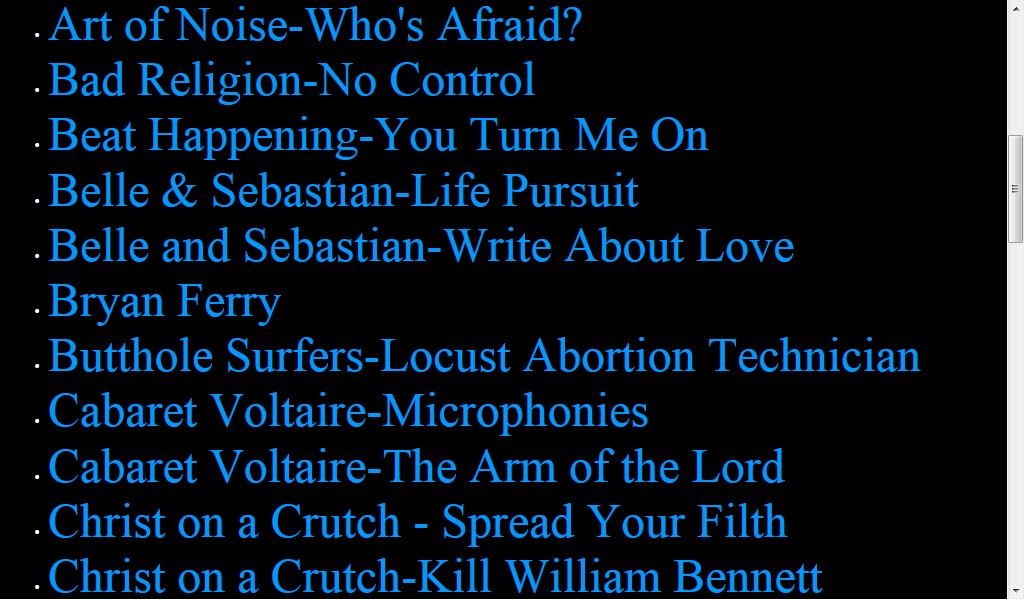 Art of Noise-Who's Afraid?
Bad Religion-No Control
Beat Happening-You Turn Me On
Belle & Sebastian-Life Pursuit
Belle and Sebastian-Write About Love
Bryan Ferry
Butthole Surfers-Locust Abortion Technician
Cabaret Voltaire-Microphonies
Cabaret Voltaire-The Arm of the Lord
Christ on a Crutch - Spread Your Filth
Christ on a Crutch-Kill William Bennett